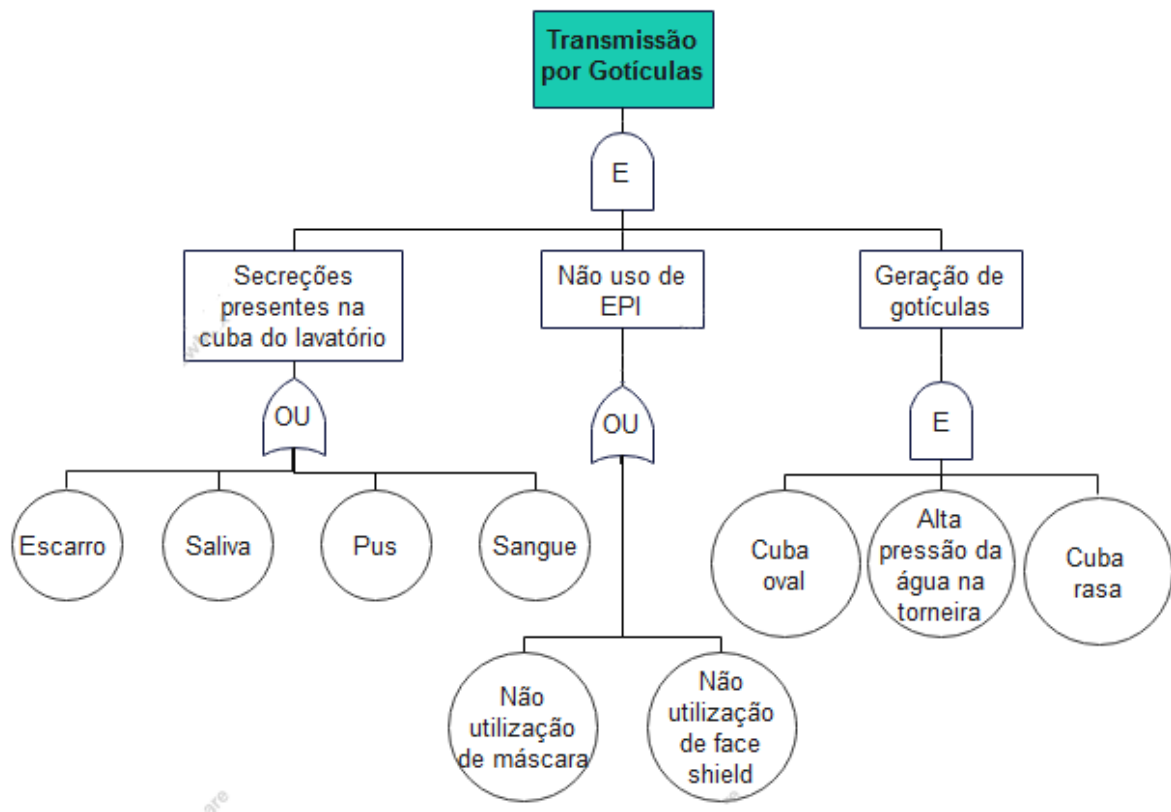 Transmissão
por Gotículas
E
Secreções
presentes na
cuba do lavatório
Não uso de
EPI
Geração de
gotículas
OU
OU
E
Escarro
Saliva
Pus
Sangue
Cuba
oval
Alta
pressão da
água na
torneira
Cuba
rasa
Não
utilização
de máscara
Não
utilização
de face
shield